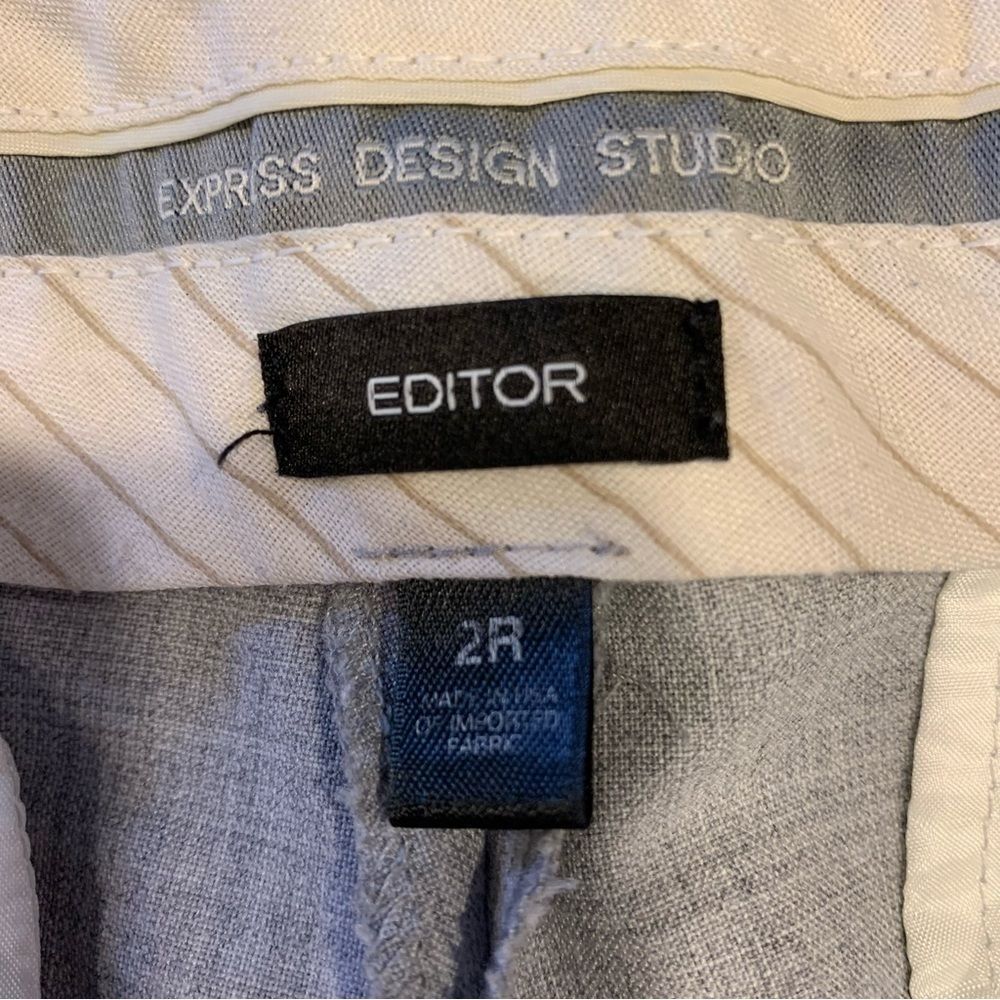 EXPRISS DESIGN STUDIO
EDITOR
2R
MADE IN USA
OF IMPORTED
FABRIC